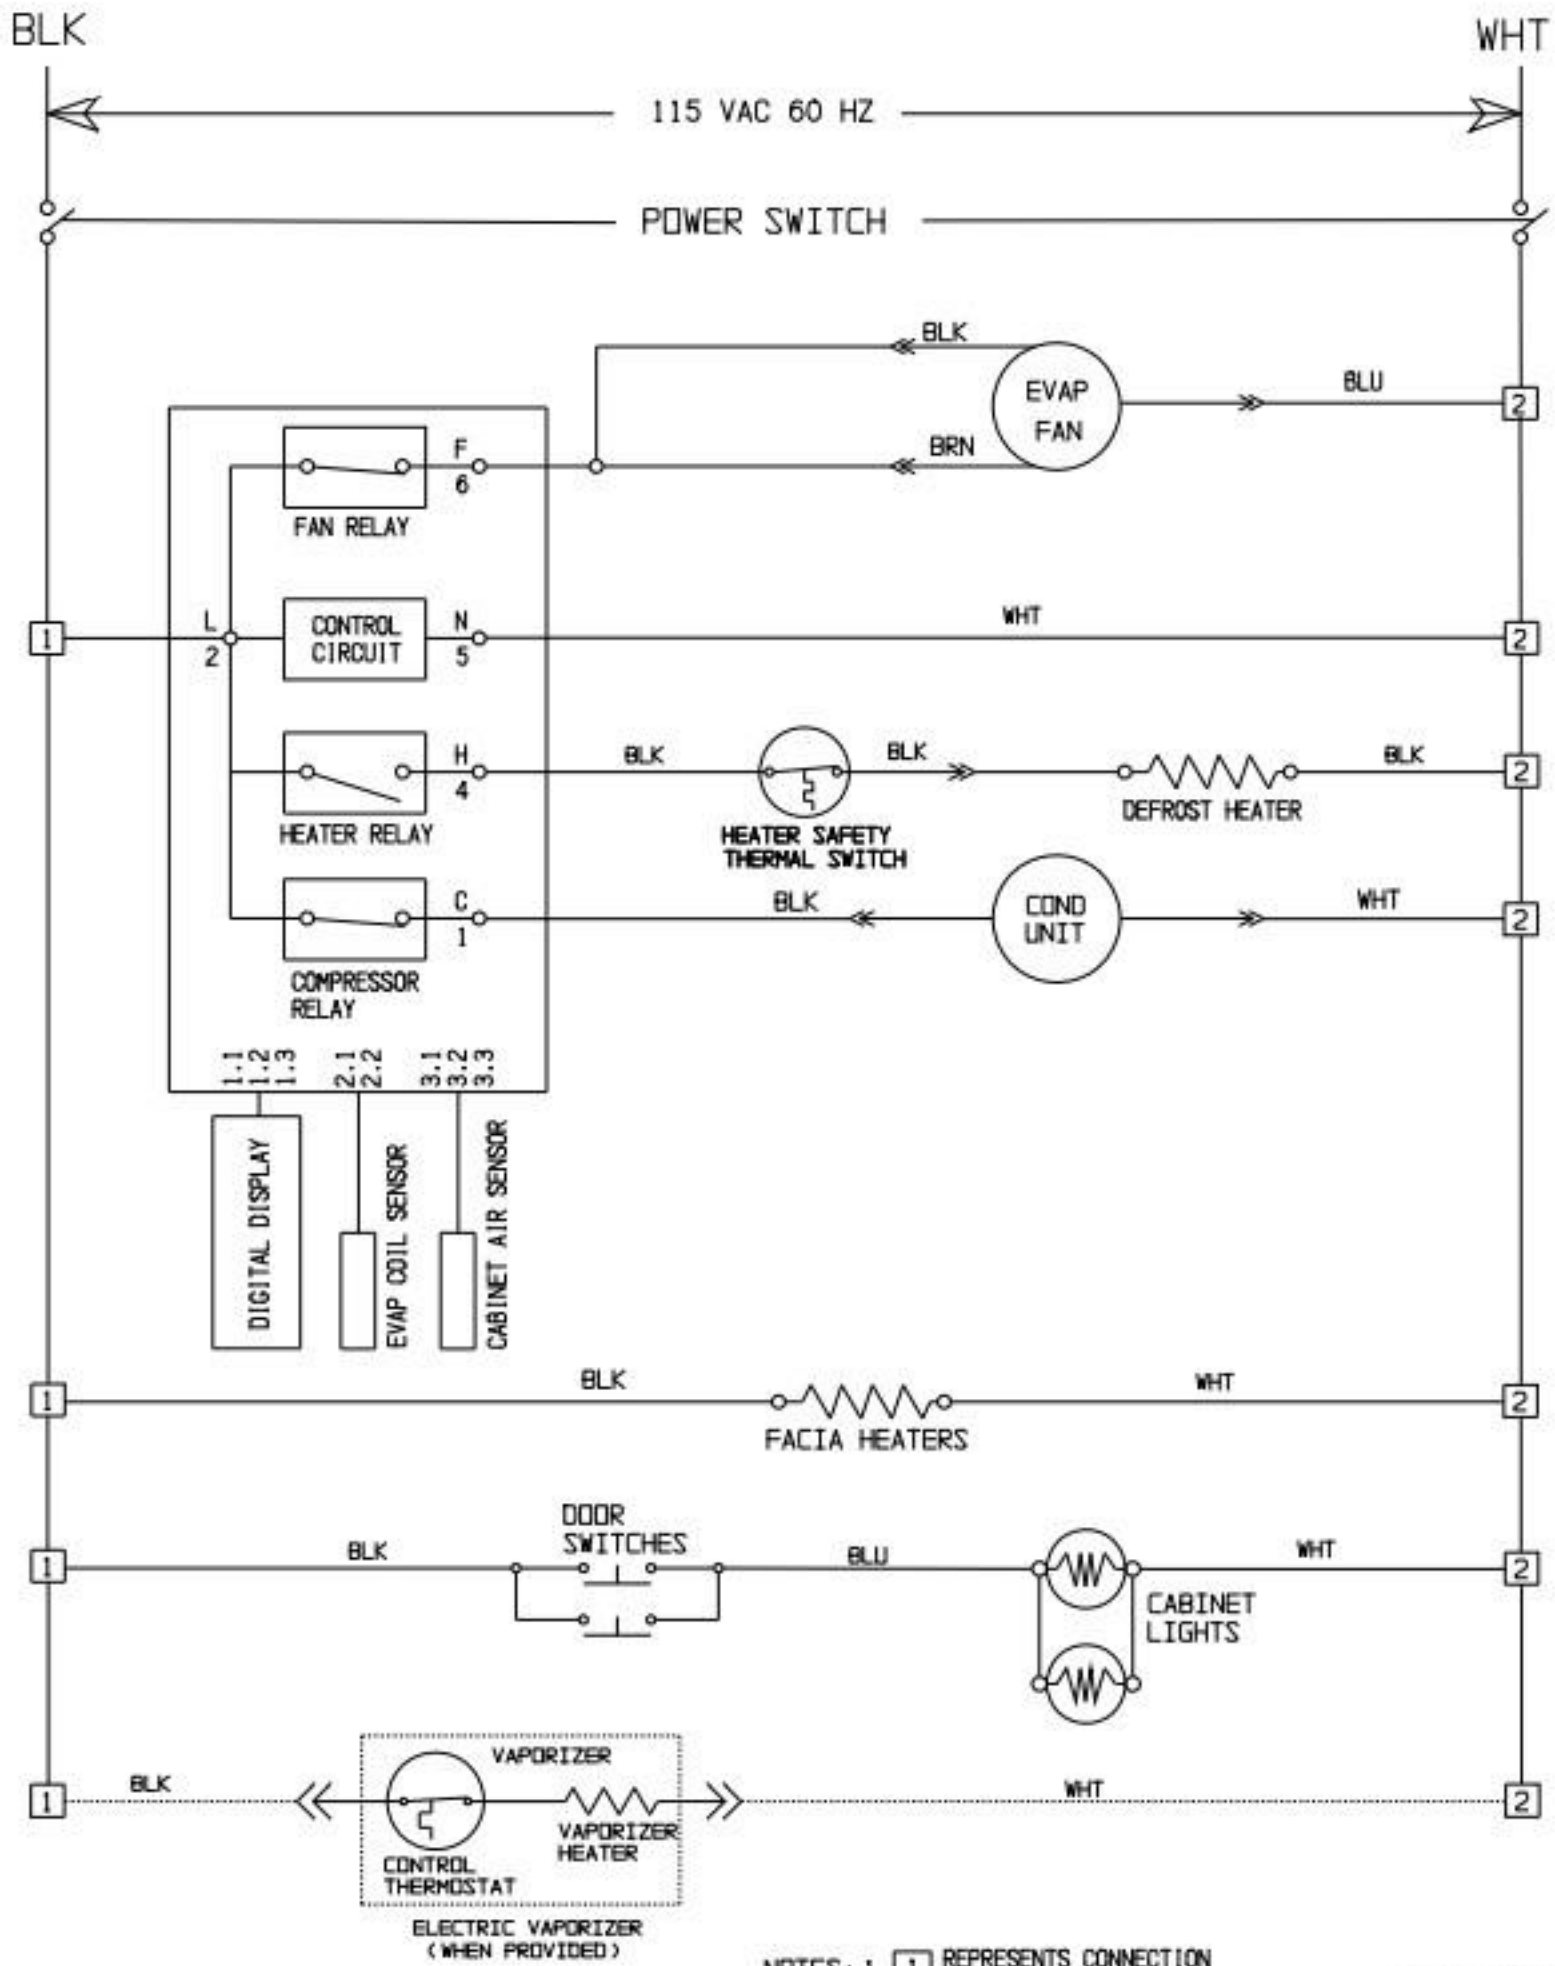 BLK
WHT
115 VAC 60 HZ
POWER SWITCH
BLK
EVAP
FAN
BLU
2
BRN
F
6
FAN RELAY
1
L
2
CONTROL
CIRCUIT
N
5
WHT
2
H
4
HEATER RELAY
BLK
BLK
HEATER SAFETY
THERMAL SWITCH
DEFROST HEATER
BLK
2
C
1
COMPRESSOR
RELAY
BLK
COND
UNIT
WHT
2
1.1
1.2
1.3
2.1
2.2
3.1
3.2
3.3
DIGITAL DISPLAY
EVAP COIL SENSOR
CABINET AIR SENSOR
1
BLK
FACIA HEATERS
WHT
2
1
BLK
DOOR
SWITCHES
BLU
CABINET
LIGHTS
WHT
2
1
BLK
VAPORIZER
CONTROL
THERMOSTAT
VAPORIZER
HEATER
WHT
2
ELECTRIC VAPORIZER
(WHEN PROVIDED)
NOTES: 1 REPRESENTS CONNECTION